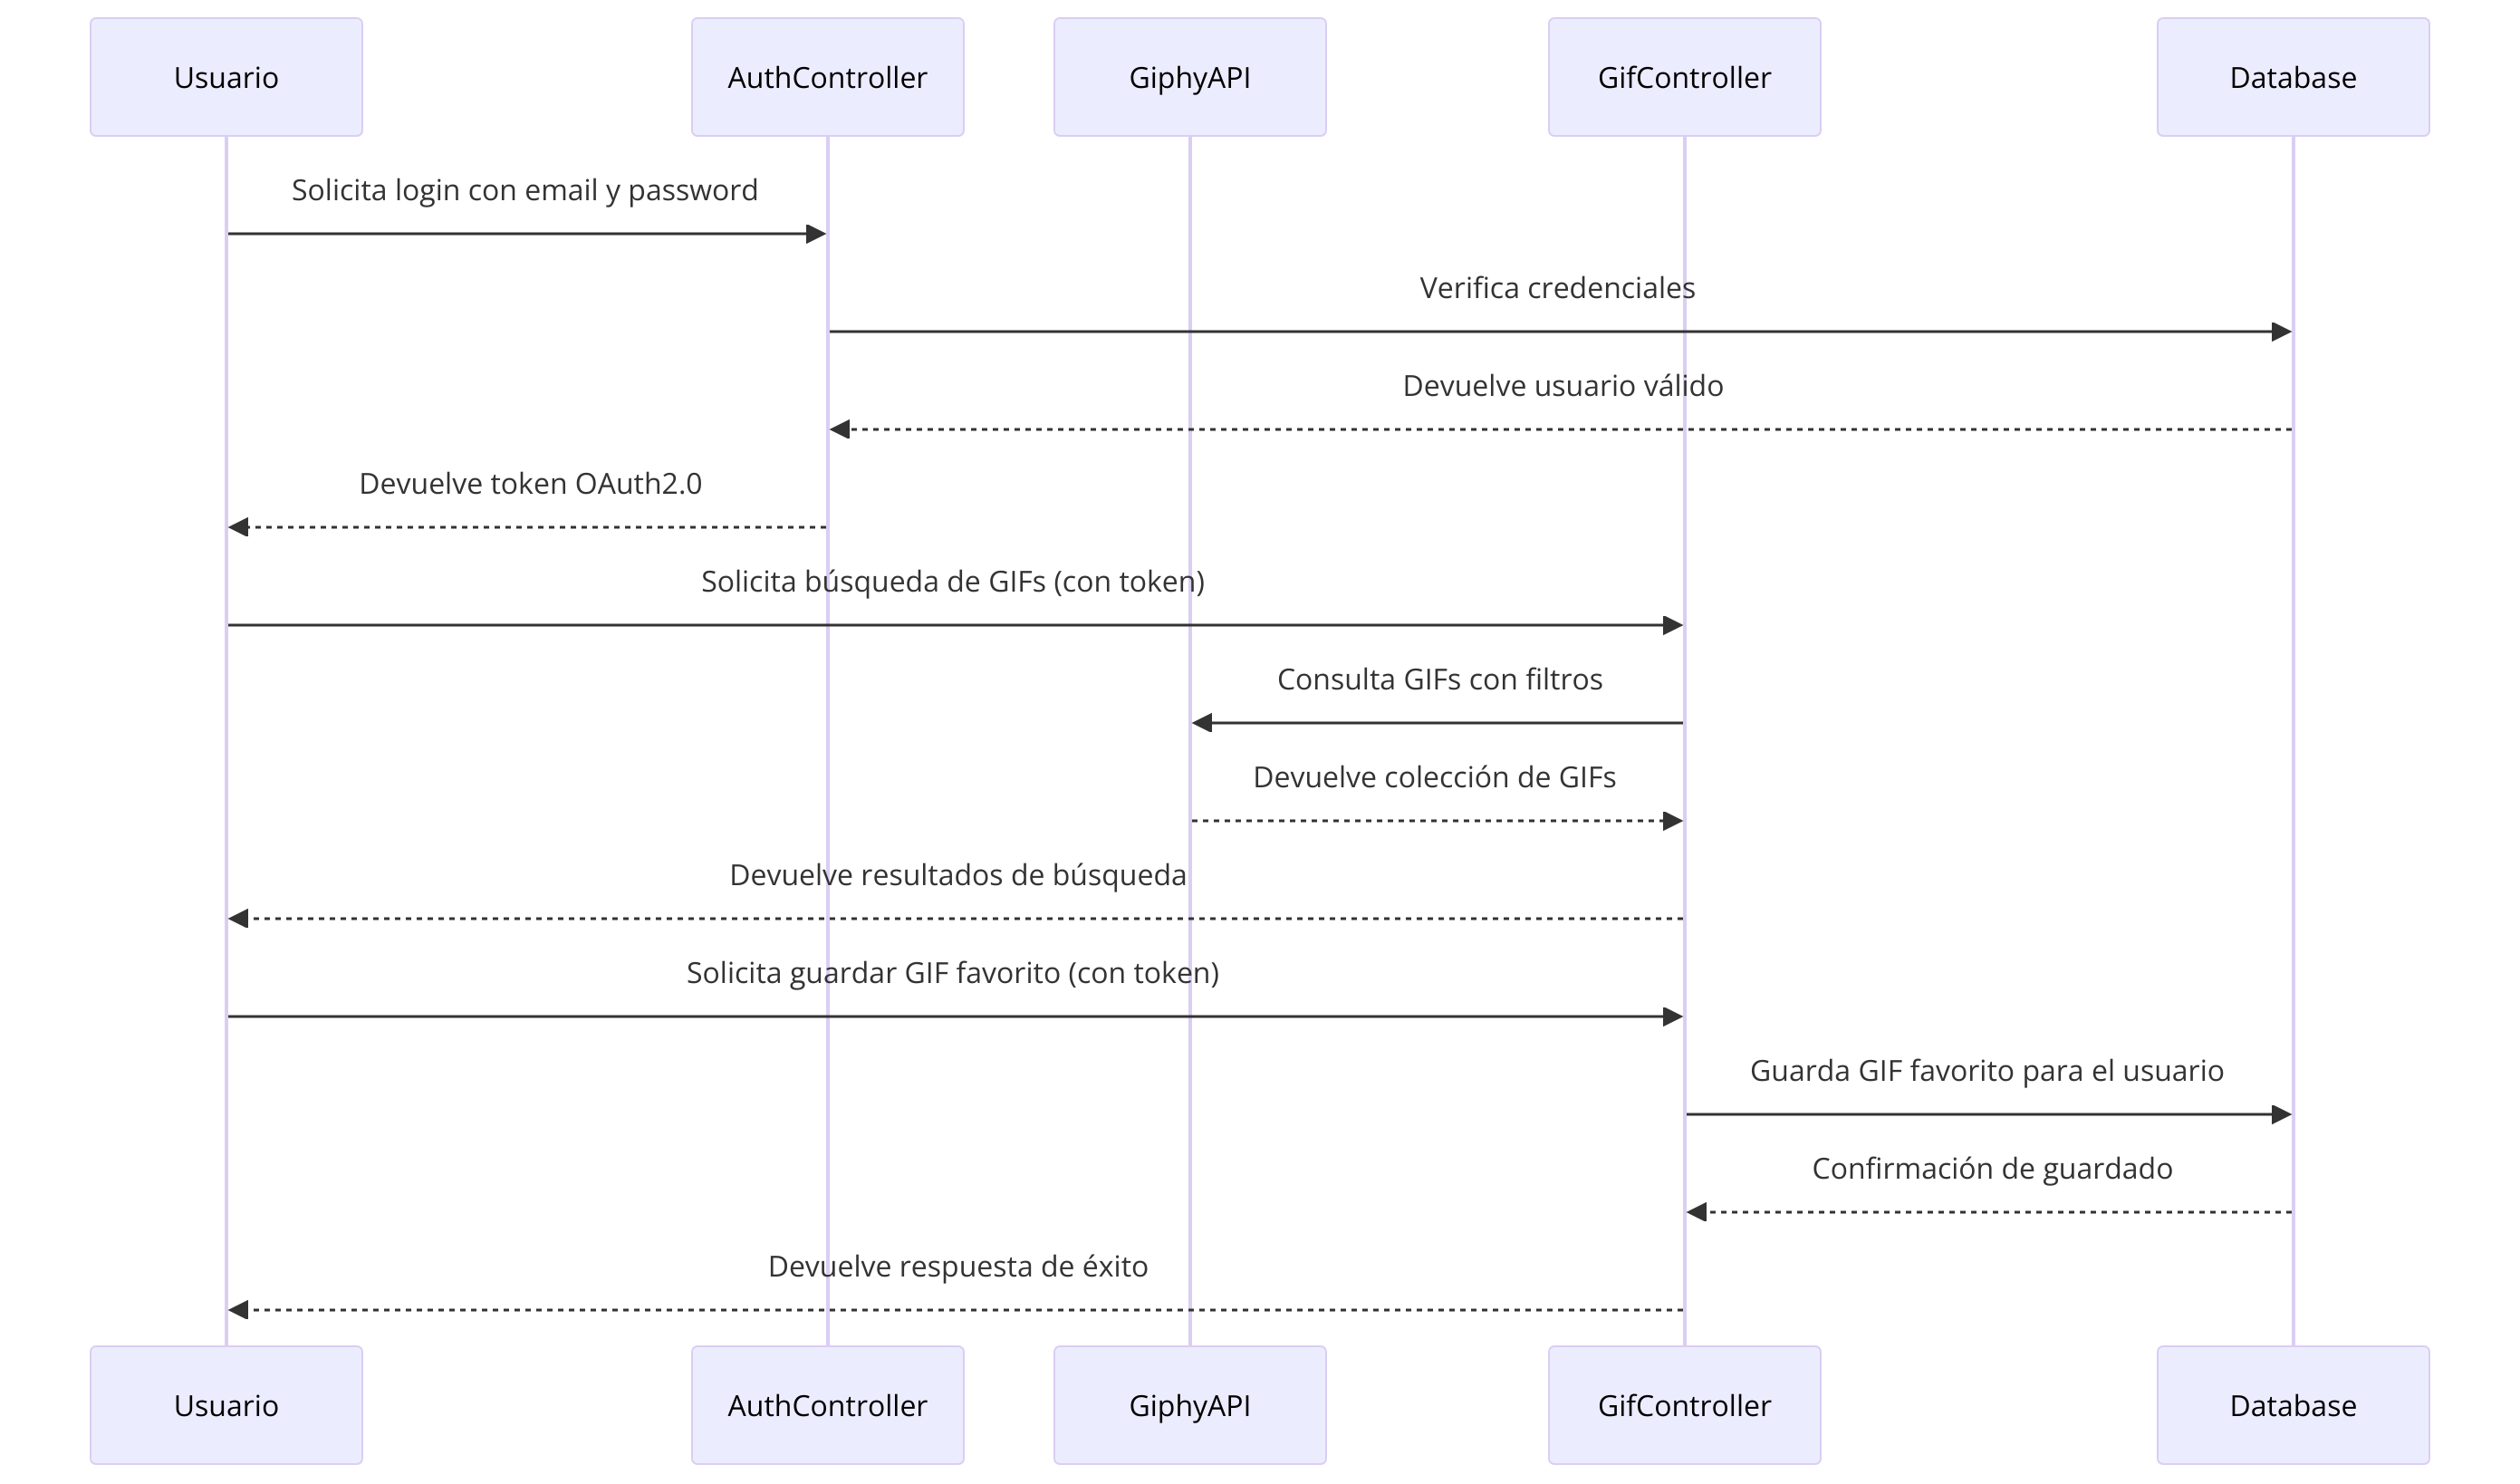 Usuario
AuthController
GiphyAPI
GifController
Database
Solicita login con email y password
Verifica credenciales
Devuelve usuario válido
Devuelve token OAuth2.0
Solicita búsqueda de GIFs (con token)
Consulta GIFs con filtros
Devuelve colección de GIFs
Devuelve resultados de búsqueda
Solicita guardar GIF favorito (con token)
Guarda GIF favorito para el usuario
Confirmación de guardado
Devuelve respuesta de éxito
Usuario
AuthController
GiphyAPI
GifController
Database